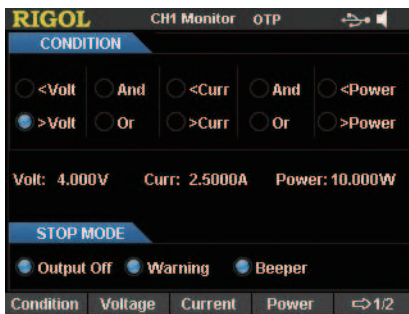 RIGOL CH1 Monitor OTP
CONDITION
<Volt And <Curr And <Power
>Volt Or >Curr Or >Power
Volt: 4.000V Curr: 2.5000A Power: 10.000W
STOP MODE
Output Off Warning Beeper
Condition Voltage Current Power ⇨1/2